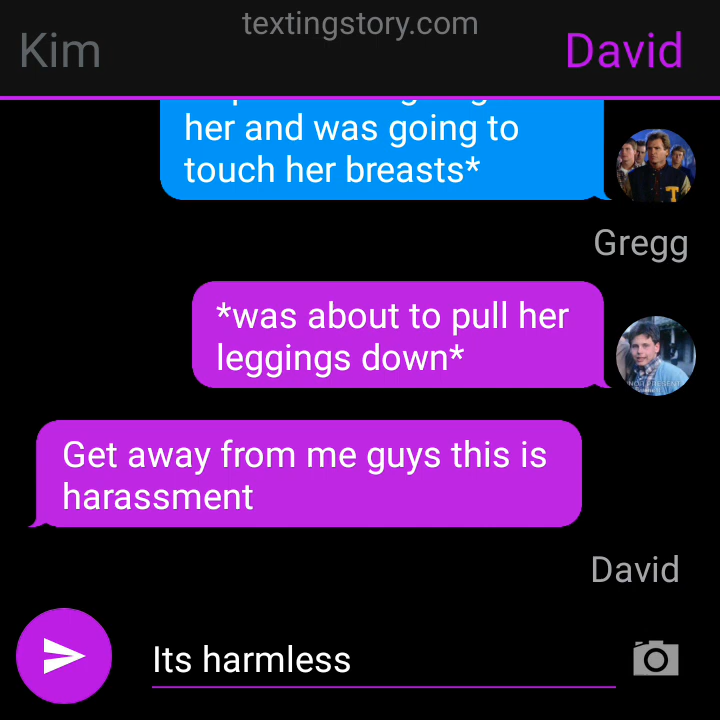 textingstory.com
Kim
David
her and was going to
touch her breasts*
Gregg
*was about to pull her
leggings down*
Get away from me guys this is
harassment
David
Its harmless